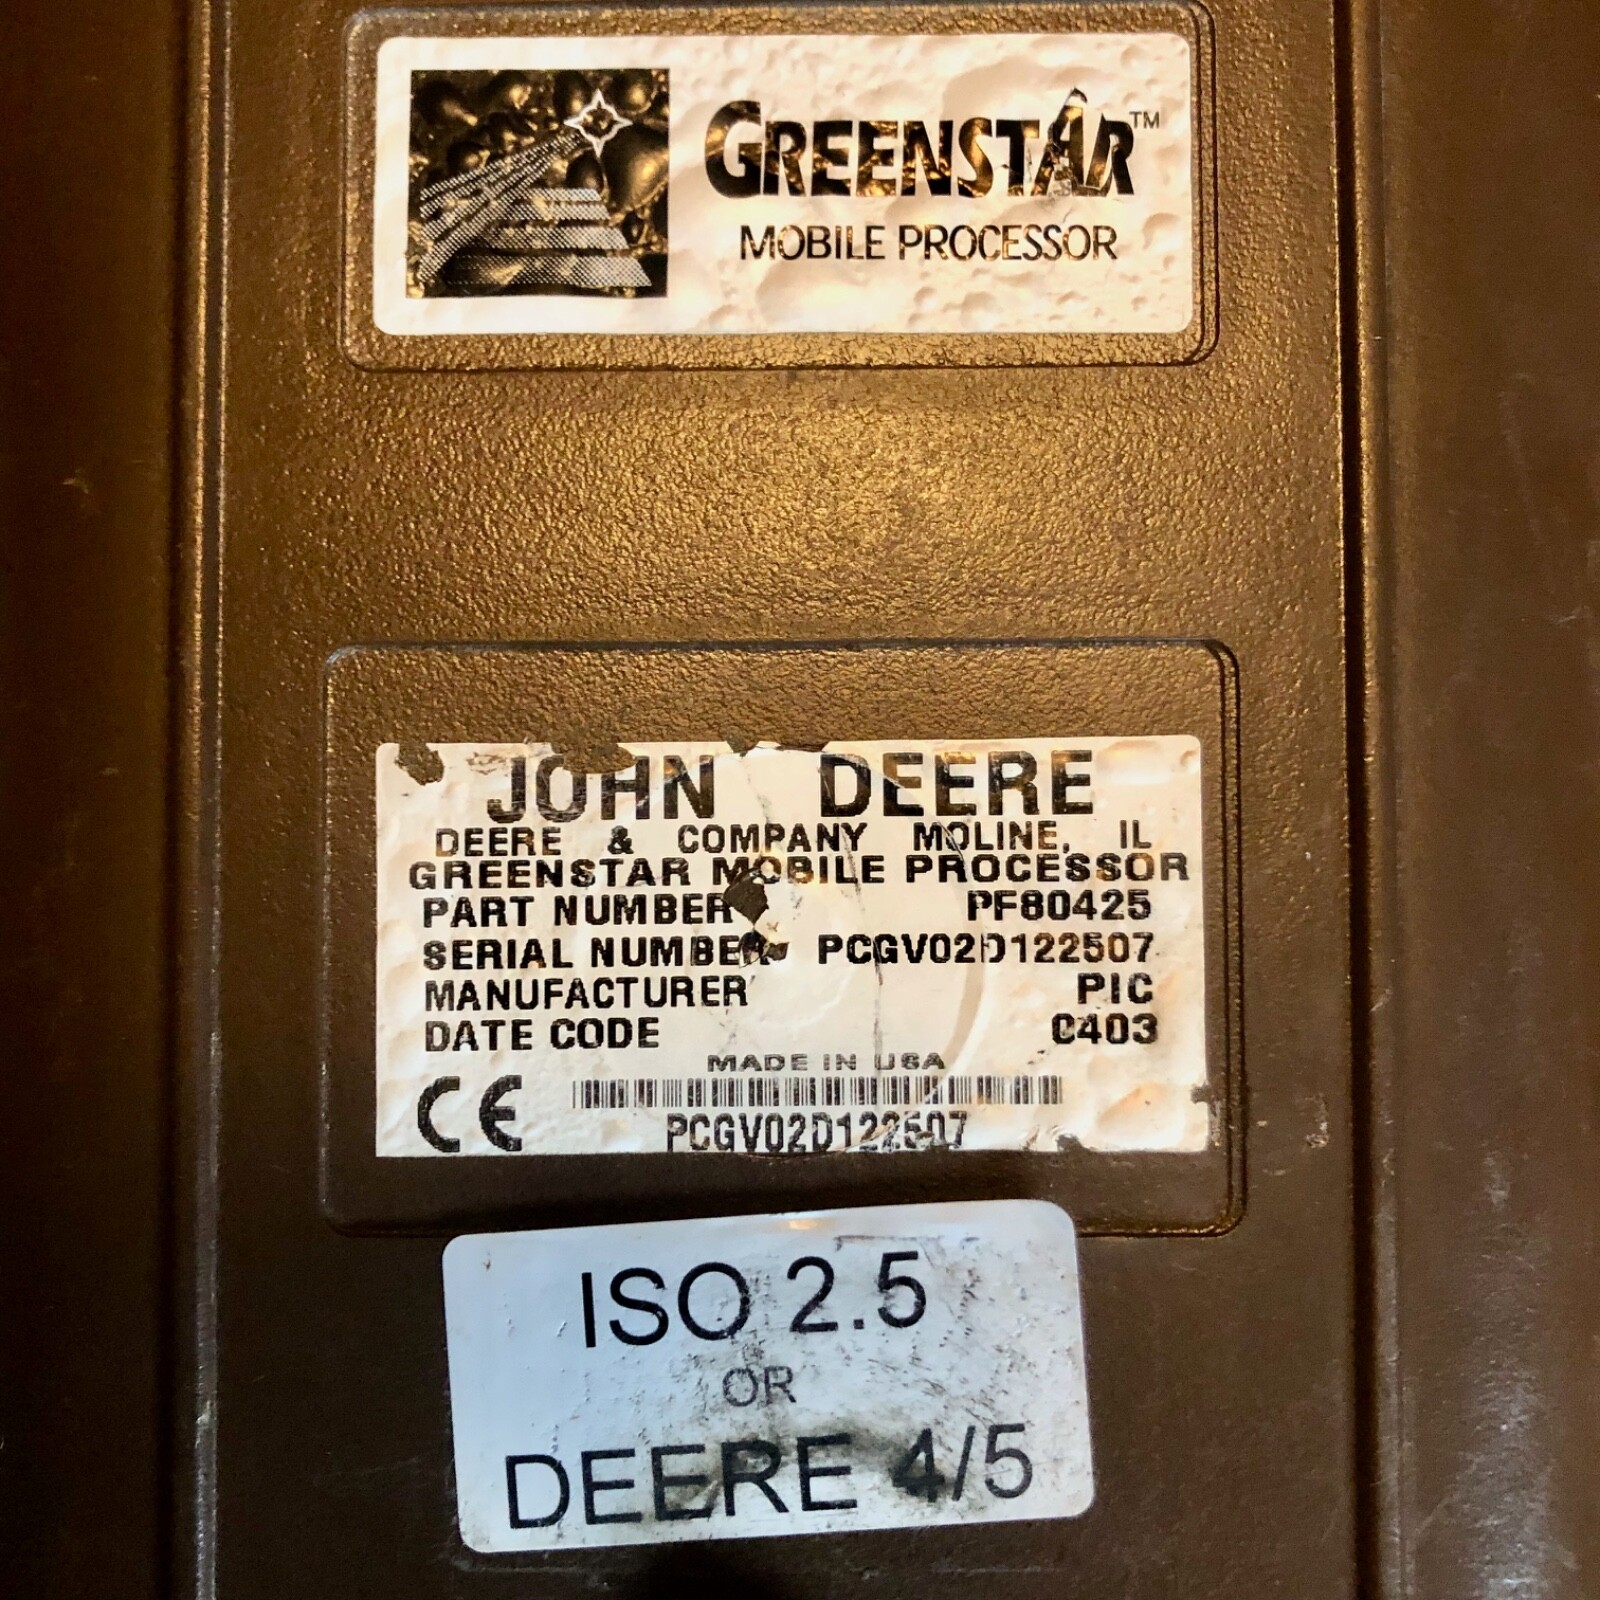 GREENSTAR™
MOBILE PROCESSOR
JOHN DEERE
DEERE & COMPANY MOLINE, IL
GREENSTAR MOBILE PROCESSOR
PART NUMBER PF80425
SERIAL NUMBER PCGV02D122507
MANUFACTURER PIC
DATE CODE 0403
MADE IN USA
CE
PCGV02D122507
ISO 2.5
OR
DEERE 4/5